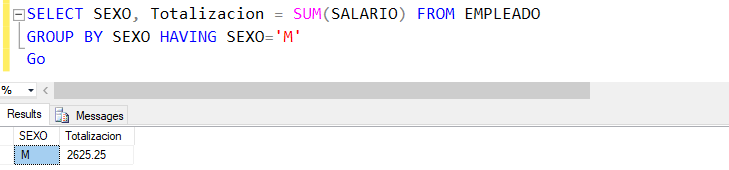 SELECT SEXO, Totalizacion = SUM(SALARIO) FROM EMPLEADO
GROUP BY SEXO HAVING SEXO='M'
Go
%
Results Messages
SEXO Totalizacion
M 2625.25